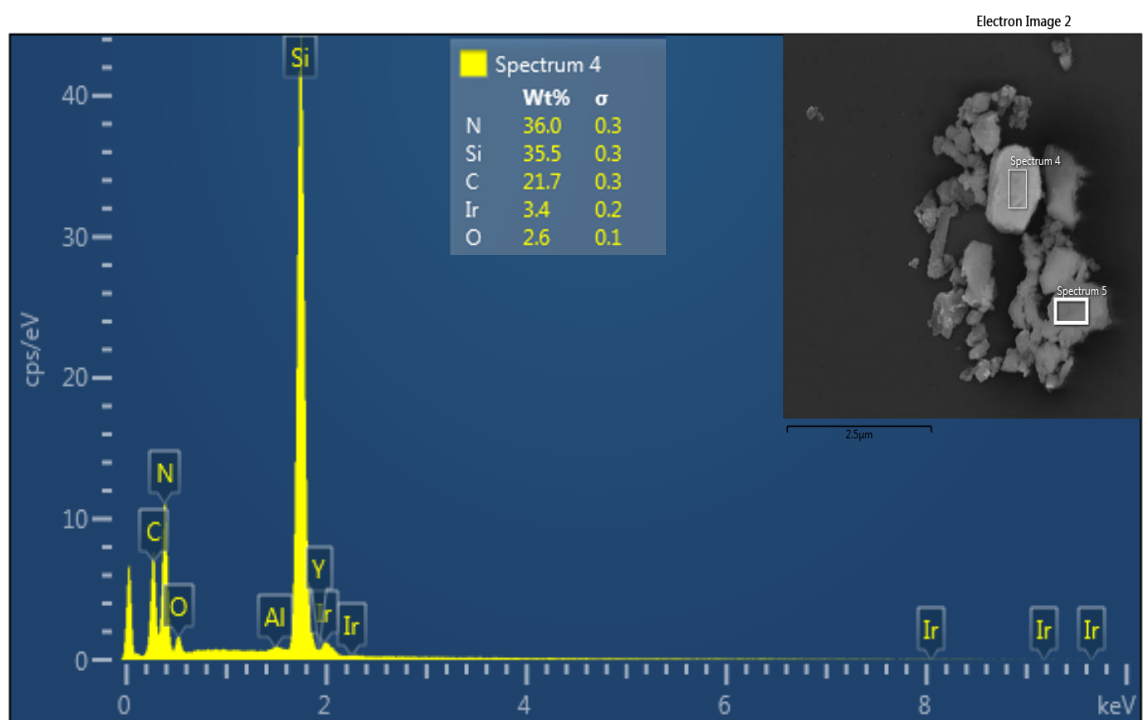 Electron Image 2
Si
Spectrum 4
Wt% σ
N 36.0 0.3
Si 35.5 0.3
C 21.7 0.3
Ir 3.4 0.2
O 2.6 0.1
Spectrum 4
Spectrum 5
2.5µm
cps/eV
40
30
20
10
0
N
C
O
Al
Y
Ir
Ir
Ir
Ir
Ir
0 2 4 6 8 keV